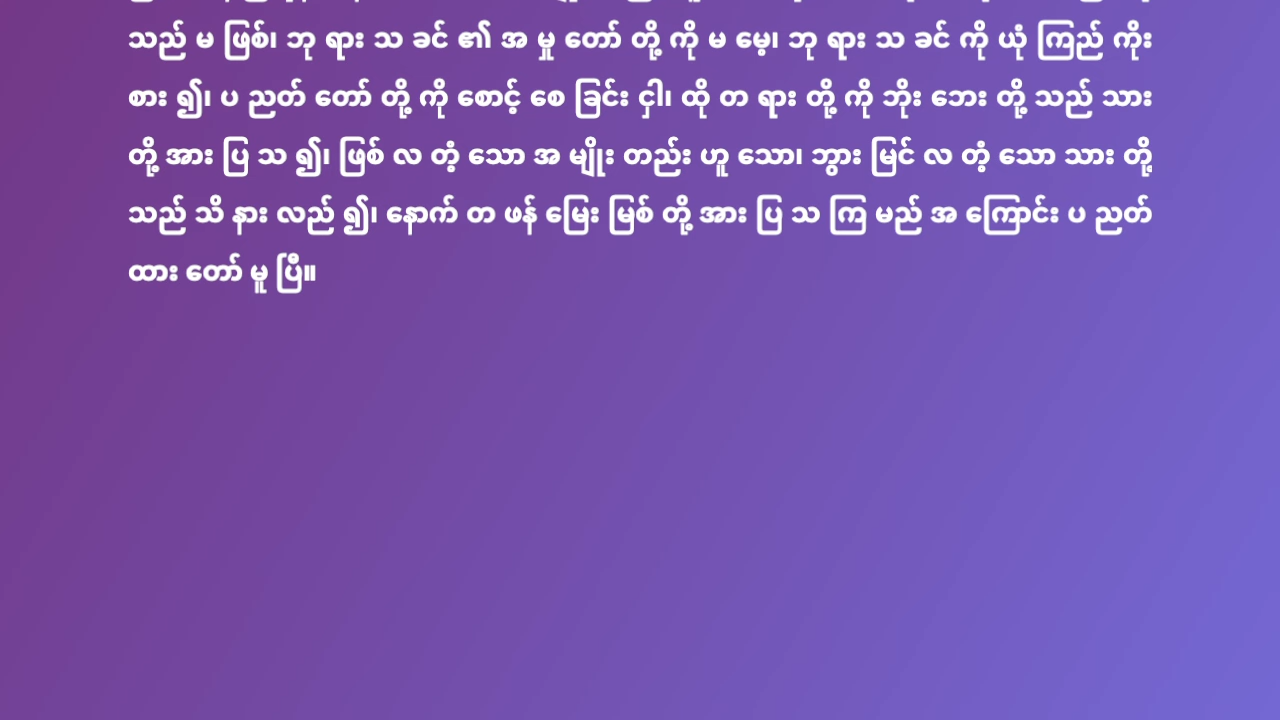 သည် မ ဖြစ်၊ ဘု ရား သ ခင် ၏ အ မှု တော် တို့ ကို မ မေ့၊ ဘု ရား သ ခင် ကို ယုံ ကြည် ကိုး
စား ၍၊ ပ ညတ် တော် တို့ ကို စောင့် စေ ခြင်း ငှါ၊ ထို တ ရား တို့ ကို ဘိုး ဘေး တို့ သည် သား
တို့ အား ပြ သ ၍၊ ဖြစ် လ တံ့ သော အ မျိုး တည်း ဟူ သော၊ ဘွား မြင် လ တံ့ သော သား တို့
သည် သိ နား လည် ၍၊ နောက် တ ဖန် မြေး မြစ် တို့ အား ပြ သ ကြ မည် အ ကြောင်း ပ ညတ်
ထား တော် မူ ပြီ။